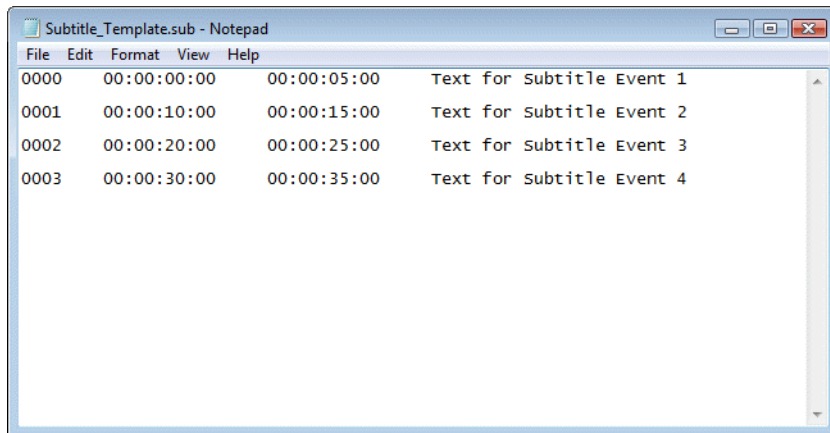 Subtitle_Template.sub - Notepad
File Edit Format View Help
0000 00:00:00:00 00:00:05:00 Text for Subtitle Event 1
0001 00:00:10:00 00:00:15:00 Text for Subtitle Event 2
0002 00:00:20:00 00:00:25:00 Text for Subtitle Event 3
0003 00:00:30:00 00:00:35:00 Text for Subtitle Event 4